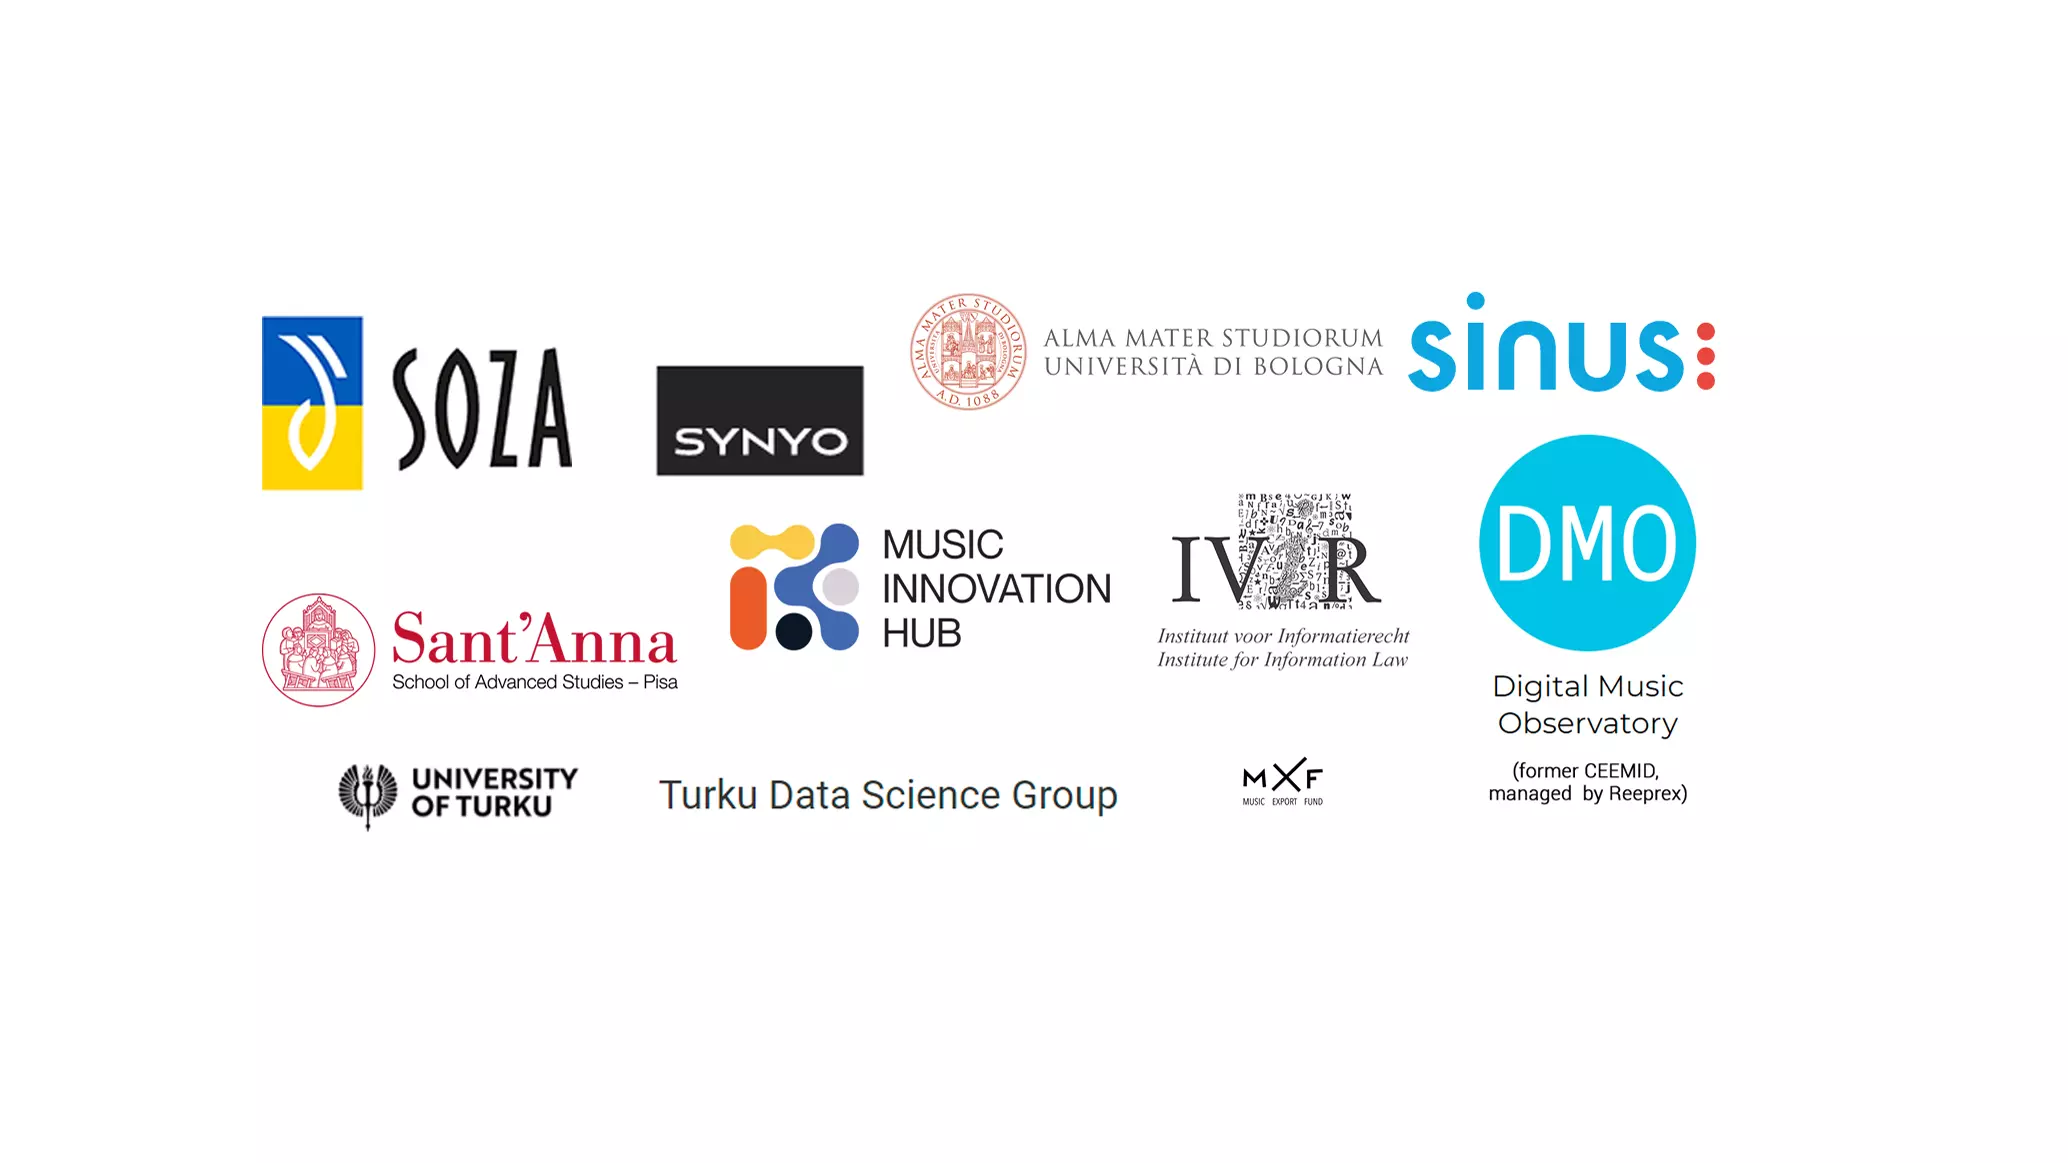 SOZA
SYNYO
ALMA MATER STUDIORUM
A.D. 1088
ALMA MATER STUDIORUM
UNIVERSITÀ DI BOLOGNA
sinus
MUSIC
INNOVATION
HUB
IViR
Instituut voor Informatierecht
Institute for Information Law
DMO
Digital Music
Observatory
(former CEEMID,
managed by Reeprex)
Sant'Anna
School of Advanced Studies – Pisa
UNIVERSITY
OF TURKU
Turku Data Science Group
MXF
MUSIC EXPORT FUND